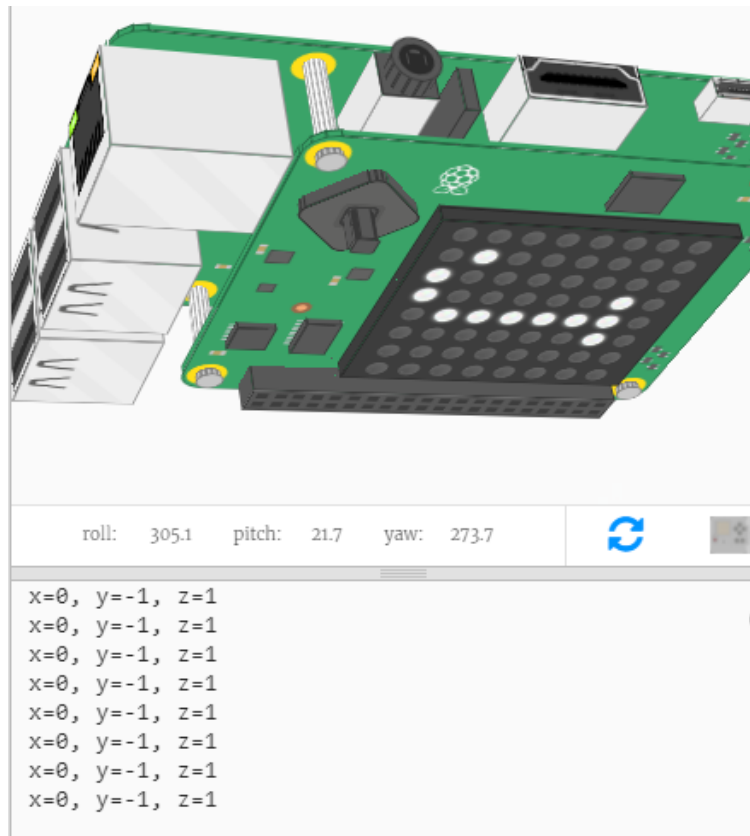 J
roll: 305.1 pitch: 21.7 yaw: 273.7
x=0, y=-1, z=1
x=0, y=-1, z=1
x=0, y=-1, z=1
x=0, y=-1, z=1
x=0, y=-1, z=1
x=0, y=-1, z=1
x=0, y=-1, z=1
x=0, y=-1, z=1